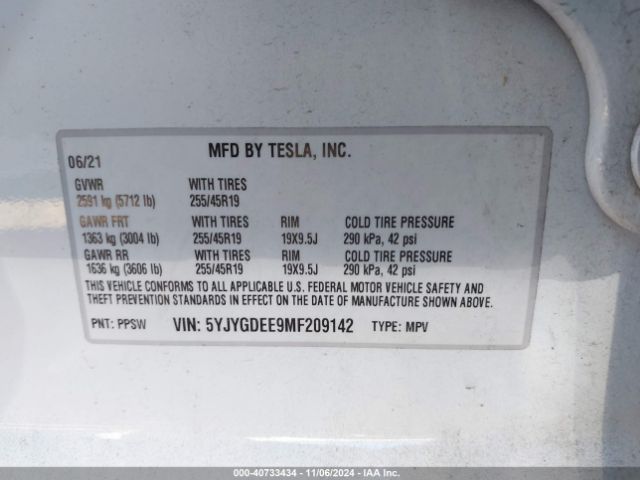 MFD BY TESLA, INC.
06/21
GVWR WITH TIRES
2591 kg (5712 lb) 255/45R19
GAWR FRT WITH TIRES RIM COLD TIRE PRESSURE
1363 kg (3004 lb) 255/45R19 19X9.5J 290 kPa, 42 psi
GAWR RR WITH TIRES RIM COLD TIRE PRESSURE
1636 kg (3606 lb) 255/45R19 19X9.5J 290 kPa, 42 psi
THIS VEHICLE CONFORMS TO ALL APPLICABLE U.S. FEDERAL MOTOR VEHICLE SAFETY AND
THEFT PREVENTION STANDARDS IN EFFECT ON THE DATE OF MANUFACTURE SHOWN ABOVE.
PNT: PPSW VIN: 5YJYGDEE9MF209142 TYPE: MPV
000-40733434 - 11/06/2024 - IAA Inc.